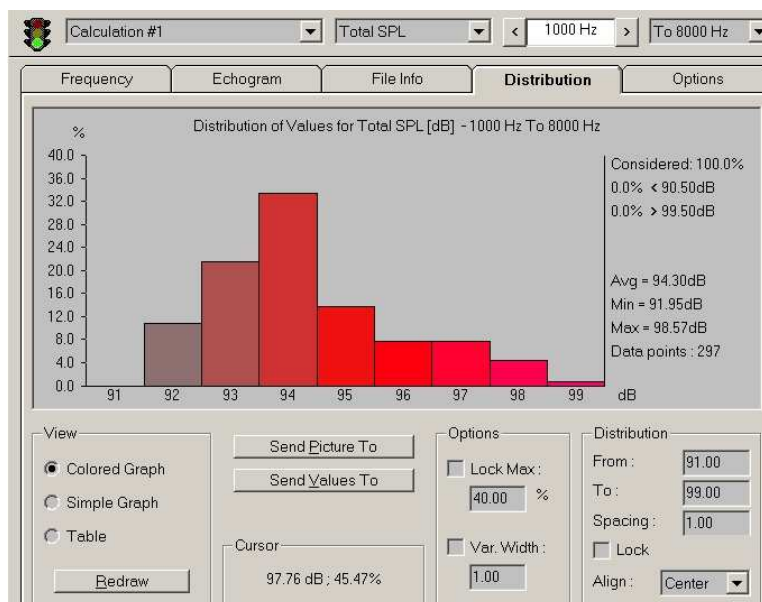 Calculation #1 Total SPL < 1000 Hz > To 8000 Hz
Frequency Echogram File Info Distribution Options
% Distribution of Values for Total SPL [dB] - 1000 Hz To 8000 Hz
40.0
36.0
32.0
28.0
24.0
20.0
16.0
12.0
8.0
4.0
0.0
91 92 93 94 95 96 97 98 99 dB
Considered: 100.0%
0.0% < 90.50dB
0.0% > 99.50dB
Avg = 94.30dB
Min = 91.95dB
Max = 98.57dB
Data points : 297
View
Colored Graph
Simple Graph
Table
Redraw
Send Picture To
Send Values To
Cursor
97.76 dB ; 45.47%
Options
Lock Max :
40.00 %
Var. Width :
1.00
Distribution
From : 91.00
To : 99.00
Spacing : 1.00
Lock
Align : Center